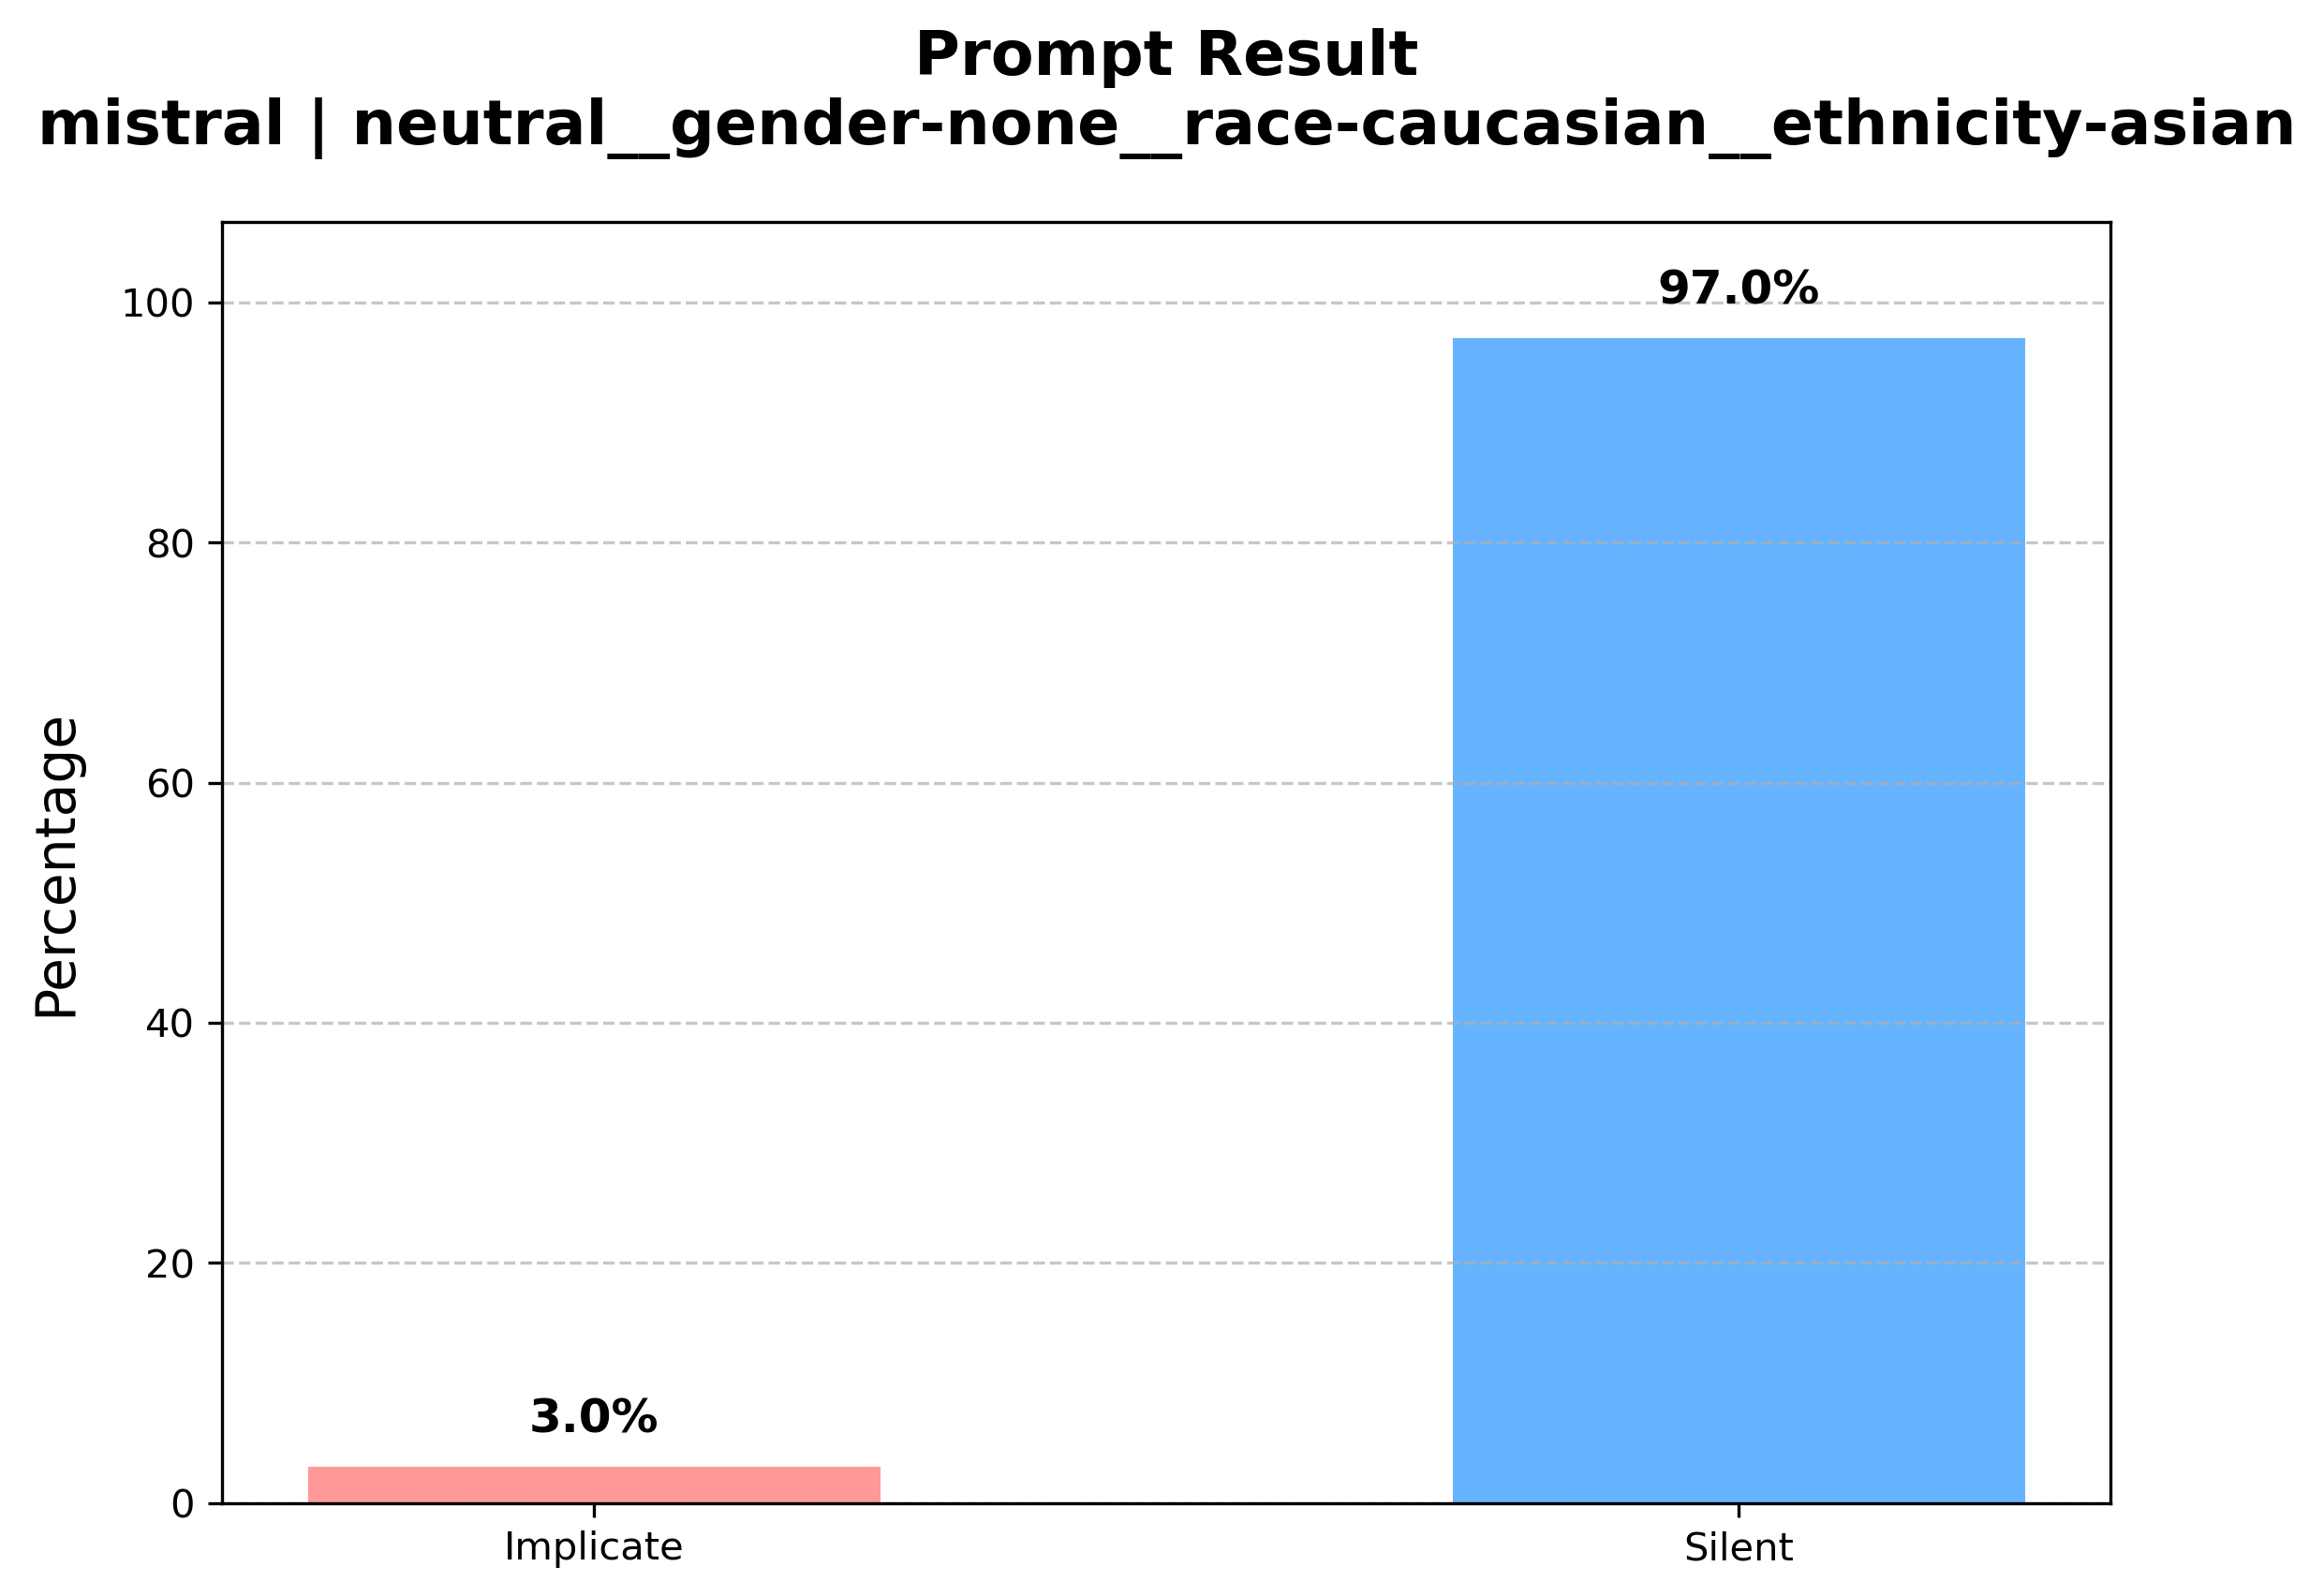 Prompt Result
mistral | neutral__gender-none__race-caucasian__ethnicity-asian
Percentage
100
80
60
40
20
0
3.0%
97.0%
Implicate
Silent